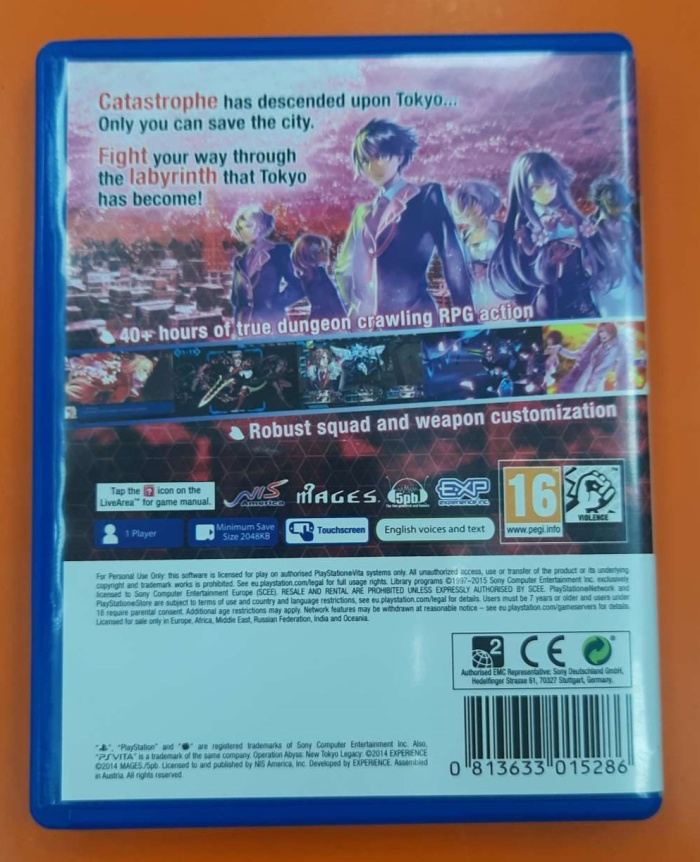 Catastrophe has descended upon Tokyo...
Only you can save the city.
Fight your way through
the labyrinth that Tokyo
has become!
40+ hours of true dungeon crawling RPG action
Robust squad and weapon customization
Tap the ? icon on the
LiveArea™ for game manual.
NIS
America
MAGES.
5pb.
EXP
EXPERIENCE
16
www.pegi.info
VIOLENCE
1 Player
Minimum Save
Size 2048KB
Touchscreen
English voices and text
For Personal Use Only: this software is licensed for play on authorised PlayStation®Vita systems only. All unauthorized access, use or transfer of the product or its underlying
copyright and trademark works is prohibited. See eu.playstation.com/legal for full usage rights. Library programs ©1997-2015 Sony Computer Entertainment Inc. exclusively
licensed to Sony Computer Entertainment Europe (SCEE). RESALE AND RENTAL ARE PROHIBITED UNLESS EXPRESSLY AUTHORISED BY SCEE. PlayStation®Network and
PlayStation®Store are subject to terms of use and country and language restrictions, see eu.playstation.com/legal for details. Users must be 7 years or older and users under
18 require parental consent. Additional age restrictions may apply. Network features may be withdrawn at reasonable notice – see eu.playstation.com/gameservers for details.
Licensed for sale only in Europe, Africa, Middle East, Russian Federation, India and Oceania.
2
CE
Authorised EMC Representative: Sony Deutschland GmbH,
Hedelfinger Strasse 61, 70327 Stuttgart, Germany.
" ", "PlayStation" and " " are registered trademarks of Sony Computer Entertainment Inc. Also,
"PSVITA" is a trademark of the same company. Operation Abyss: New Tokyo Legacy: ©2014 EXPERIENCE
©2014 MAGES./5pb. Licensed to and published by NIS America, Inc. Developed by EXPERIENCE. Assembled
in Austria. All rights reserved.
0 813633 015286